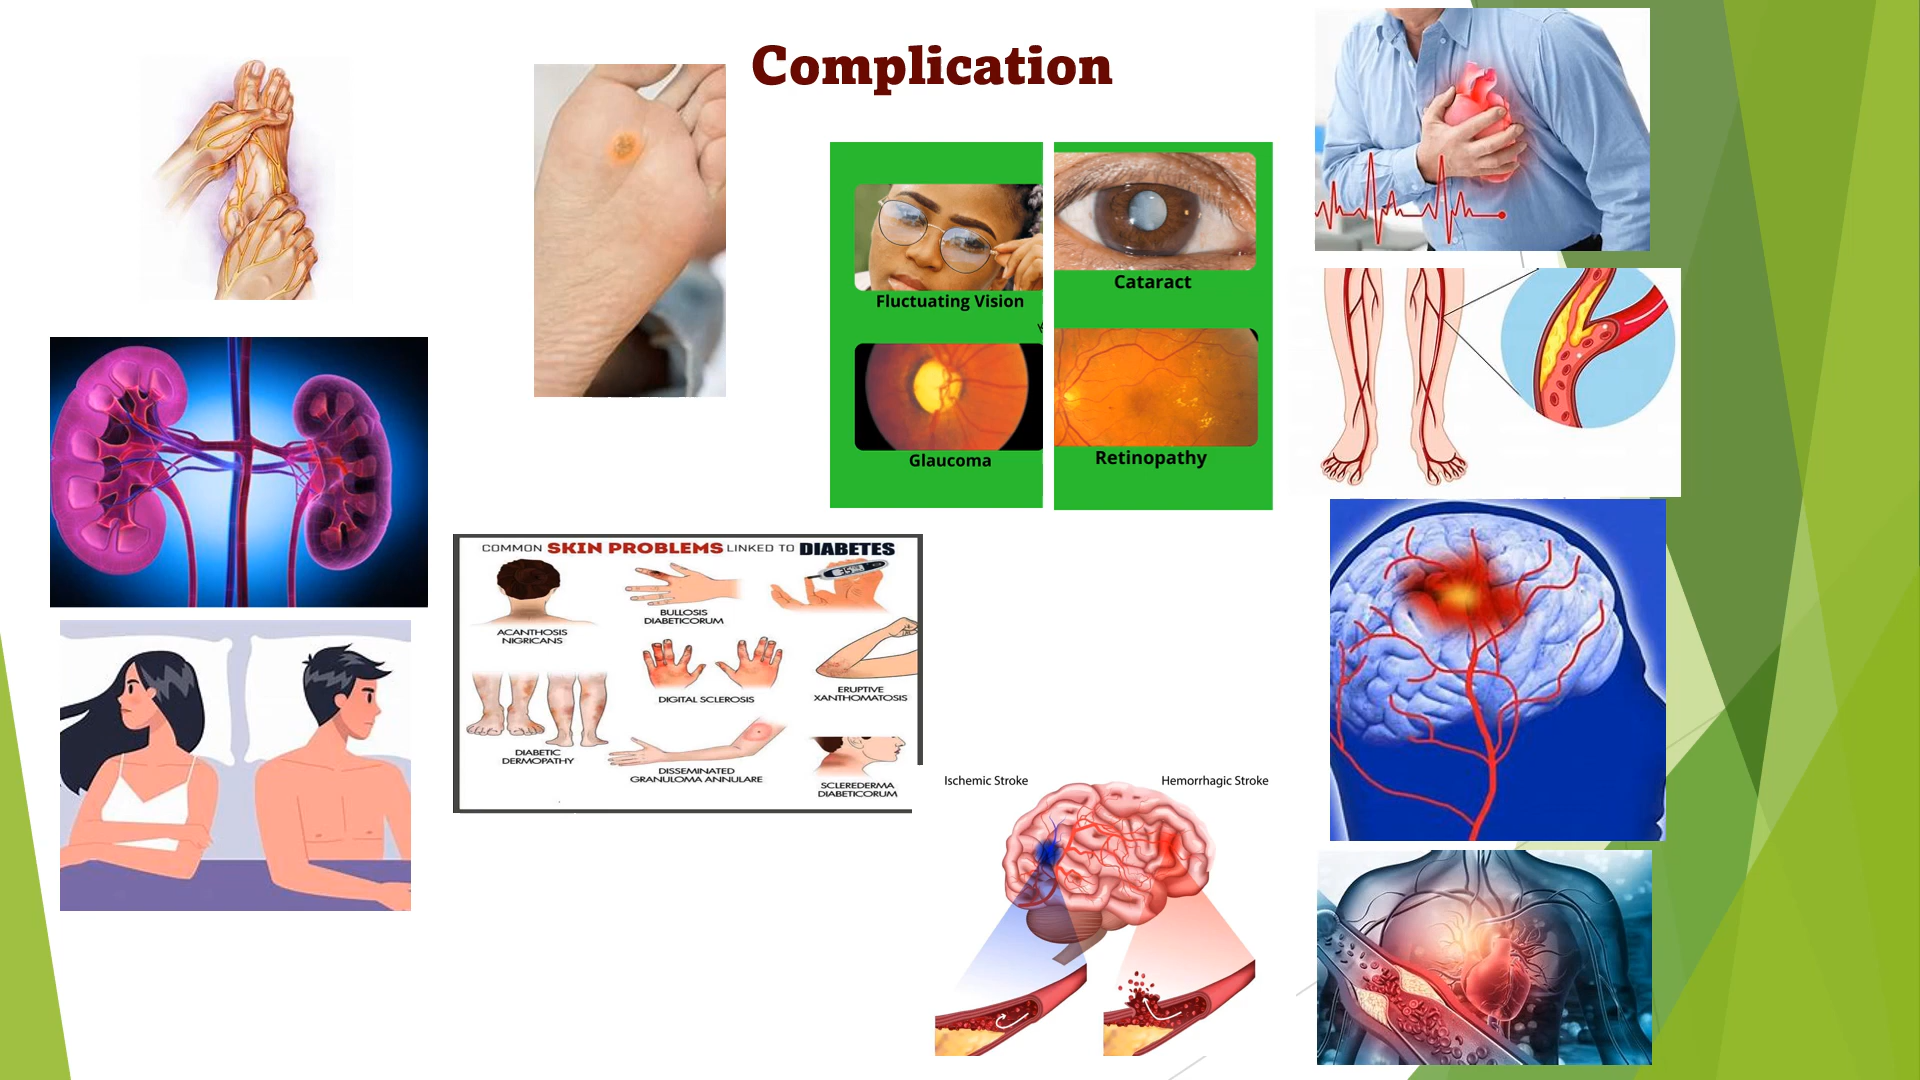 Complication
Fluctuating Vision
Cataract
Glaucoma
Retinopathy
COMMON SKIN PROBLEMS LINKED TO DIABETES
ACANTHOSIS
NIGRICANS
BULLOSIS
DIABETICORUM
DIGITAL SCLEROSIS
ERUPTIVE
XANTHOMATOSIS
DIABETIC
DERMOPATHY
DISSEMINATED
GRANULOMA ANNULARE
SCLEREDERMA
DIABETICORUM
Ischemic Stroke
Hemorrhagic Stroke